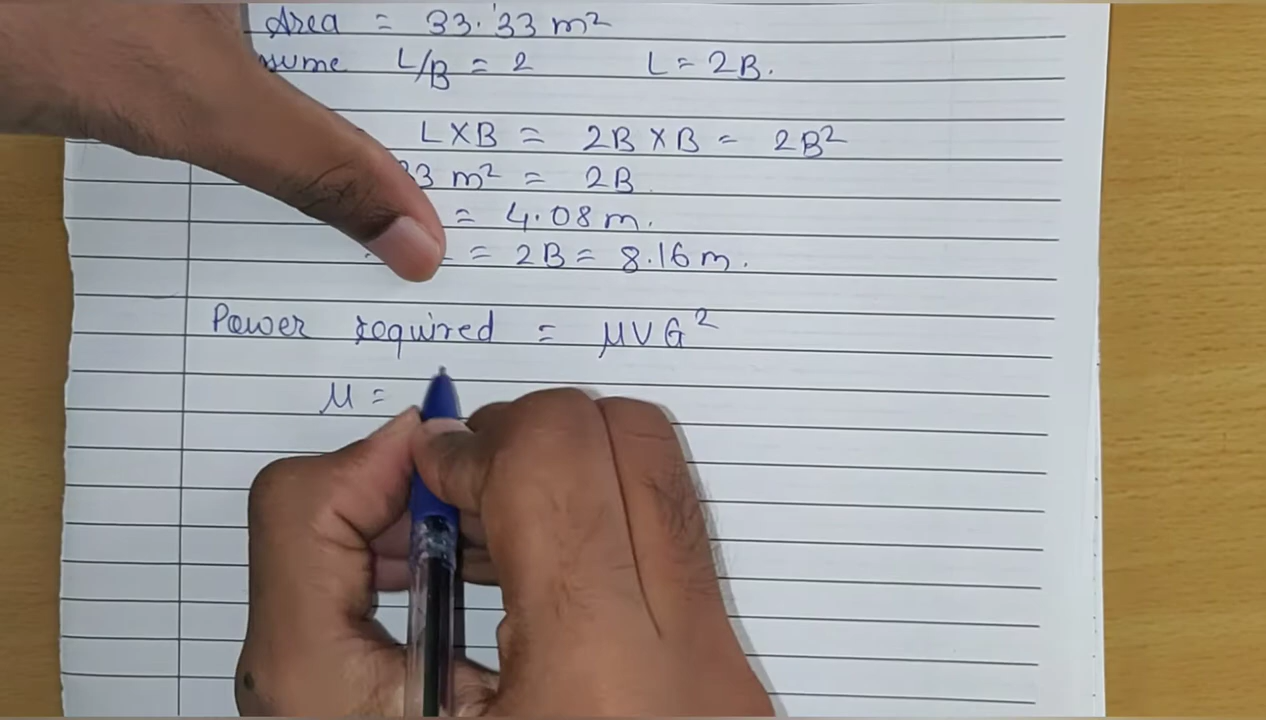 Area = 33.33 m²
sume L/B = 2 L = 2B.
L X B = 2B X B = 2B²
33 m² = 2B
= 4.08 m.
= 2B = 8.16 m.
Power required = μVG²
μ =